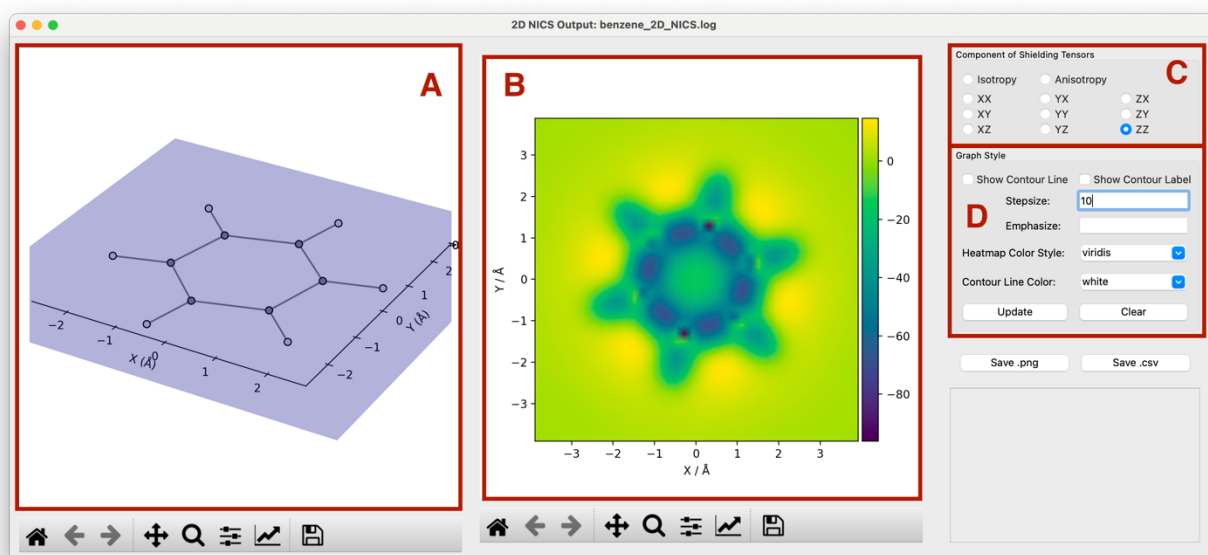 2D NICS Output: benzene_2D_NICS.log
A
0
2
1
0
Y (Å)
−1
−2
−2
−1
X (Å)
0
1
2
B
3
2
1
0
−1
−2
−3
Y / Å
−3 −2 −1 0 1 2 3
X / Å
0
−20
−40
−60
−80
Component of Shielding Tensors
C
Isotropy Anisotropy
XX YX ZX
XY YY ZY
XZ YZ ZZ
Graph Style
Show Contour Line Show Contour Label
D
Stepsize: 10
Emphasize:
Heatmap Color Style: viridis
Contour Line Color: white
Update Clear
Save .png Save .csv